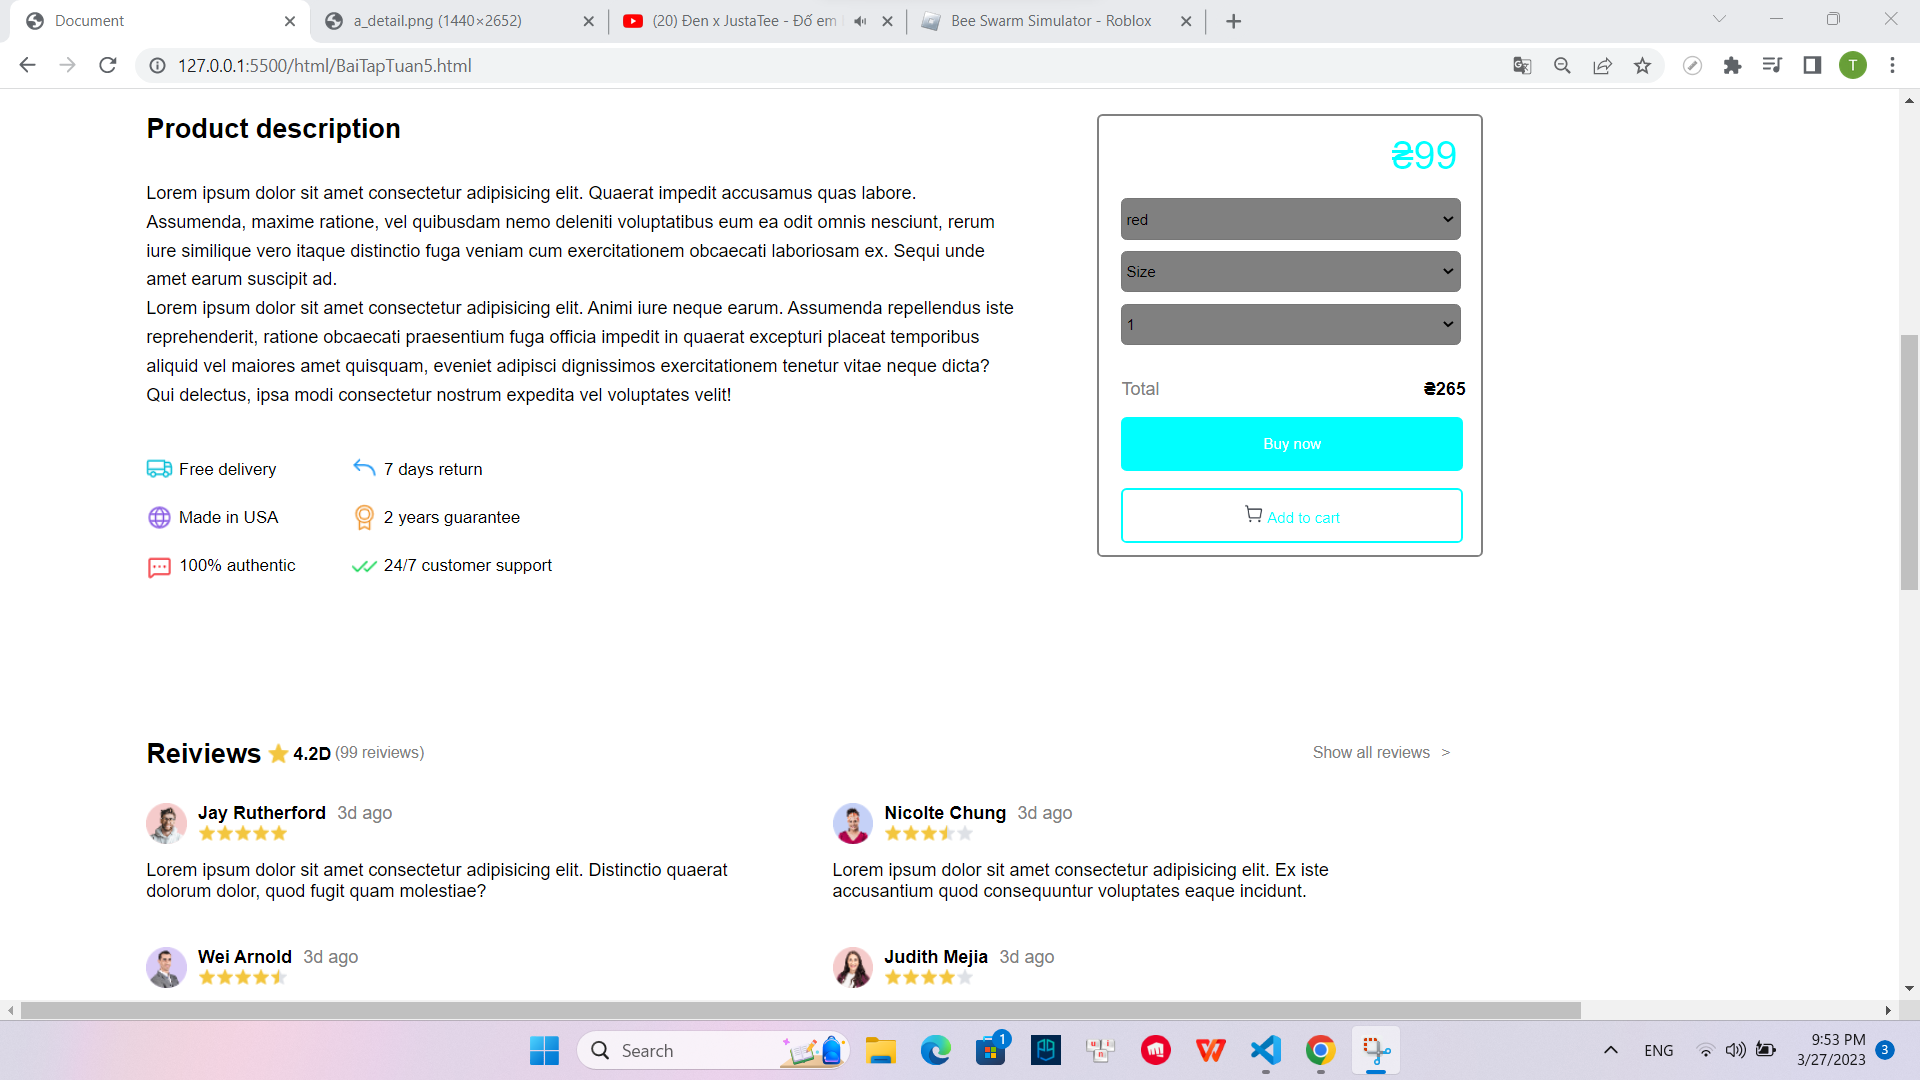 Document
a_detail.png (1440×2652)
(20) Đen x JustaTee - Đố em
Bee Swarm Simulator - Roblox
127.0.0.1:5500/html/BaiTapTuan5.html
T
Product description
Lorem ipsum dolor sit amet consectetur adipisicing elit. Quaerat impedit accusamus quas labore.
Assumenda, maxime ratione, vel quibusdam nemo deleniti voluptatibus eum ea odit omnis nesciunt, rerum
iure similique vero itaque distinctio fuga veniam cum exercitationem obcaecati laboriosam ex. Sequi unde
amet earum suscipit ad.
Lorem ipsum dolor sit amet consectetur adipisicing elit. Animi iure neque earum. Assumenda repellendus iste
reprehenderit, ratione obcaecati praesentium fuga officia impedit in quaerat excepturi placeat temporibus
aliquid vel maiores amet quisquam, eveniet adipisci dignissimos exercitationem tenetur vitae neque dicta?
Qui delectus, ipsa modi consectetur nostrum expedita vel voluptates velit!
Free delivery
7 days return
Made in USA
2 years guarantee
100% authentic
24/7 customer support
₴99
red
Size
1
Total ₴265
Buy now
Add to cart
Reiviews 4.2D (99 reiviews)
Show all reviews >
Jay Rutherford 3d ago
Lorem ipsum dolor sit amet consectetur adipisicing elit. Distinctio quaerat
dolorum dolor, quod fugit quam molestiae?
Nicolte Chung 3d ago
Lorem ipsum dolor sit amet consectetur adipisicing elit. Ex iste
accusantium quod consequuntur voluptates eaque incidunt.
Wei Arnold 3d ago
Judith Mejia 3d ago
Search
1
ENG
9:53 PM
3/27/2023
3